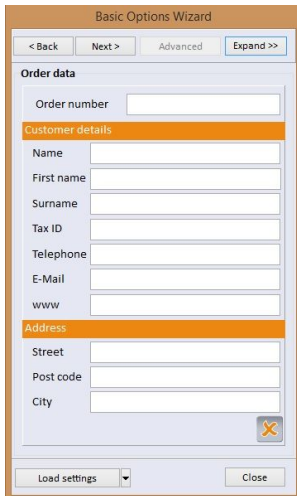 Basic Options Wizard
< Back Next > Advanced Expand >>
Order data
Order number
Customer details
Name
First name
Surname
Tax ID
Telephone
E-Mail
www
Address
Street
Post code
City
Load settings Close